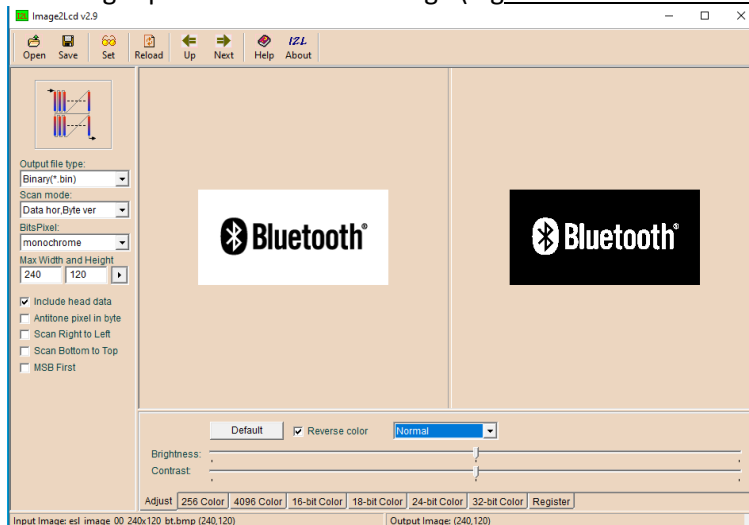 Image2Lcd v2.9
Open Save Set Reload Up Next Help About
Output file type:
Binary(*.bin)
Scan mode:
Data hor,Byte ver
BitsPixel:
monochrome
Max Width and Height
240 120
Include head data
Antitone pixel in byte
Scan Right to Left
Scan Bottom to Top
MSB First
Bluetooth®
Bluetooth®
Default Reverse color Normal
Brightness:
Contrast:
Adjust 256 Color 4096 Color 16-bit Color 18-bit Color 24-bit Color 32-bit Color Register
Input Image: esl_image_00_240x120_bt.bmp (240,120) Output Image: (240,120)